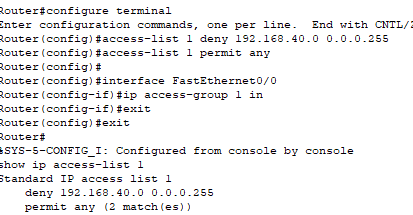 Router#configure terminal
Enter configuration commands, one per line.  End with CNTL/
Router(config)#access-list 1 deny 192.168.40.0 0.0.0.255
Router(config)#access-list 1 permit any
Router(config)#
Router(config)#interface FastEthernet0/0
Router(config-if)#ip access-group 1 in
Router(config-if)#exit
Router(config)#exit
Router#
%SYS-5-CONFIG_I: Configured from console by console
show ip access-list 1
Standard IP access list 1
    deny 192.168.40.0 0.0.0.255
    permit any (2 match(es))